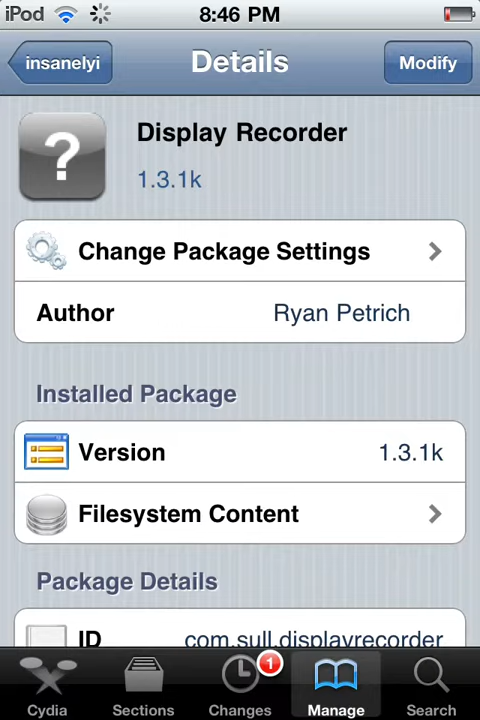 iPod 8:46 PM
insanelyi Details Modify
?
Display Recorder
1.3.1k
Change Package Settings
Author Ryan Petrich
Installed Package
Version 1.3.1k
Filesystem Content
Package Details
ID com.sull.displayrecorder
1
Cydia Sections Changes Manage Search